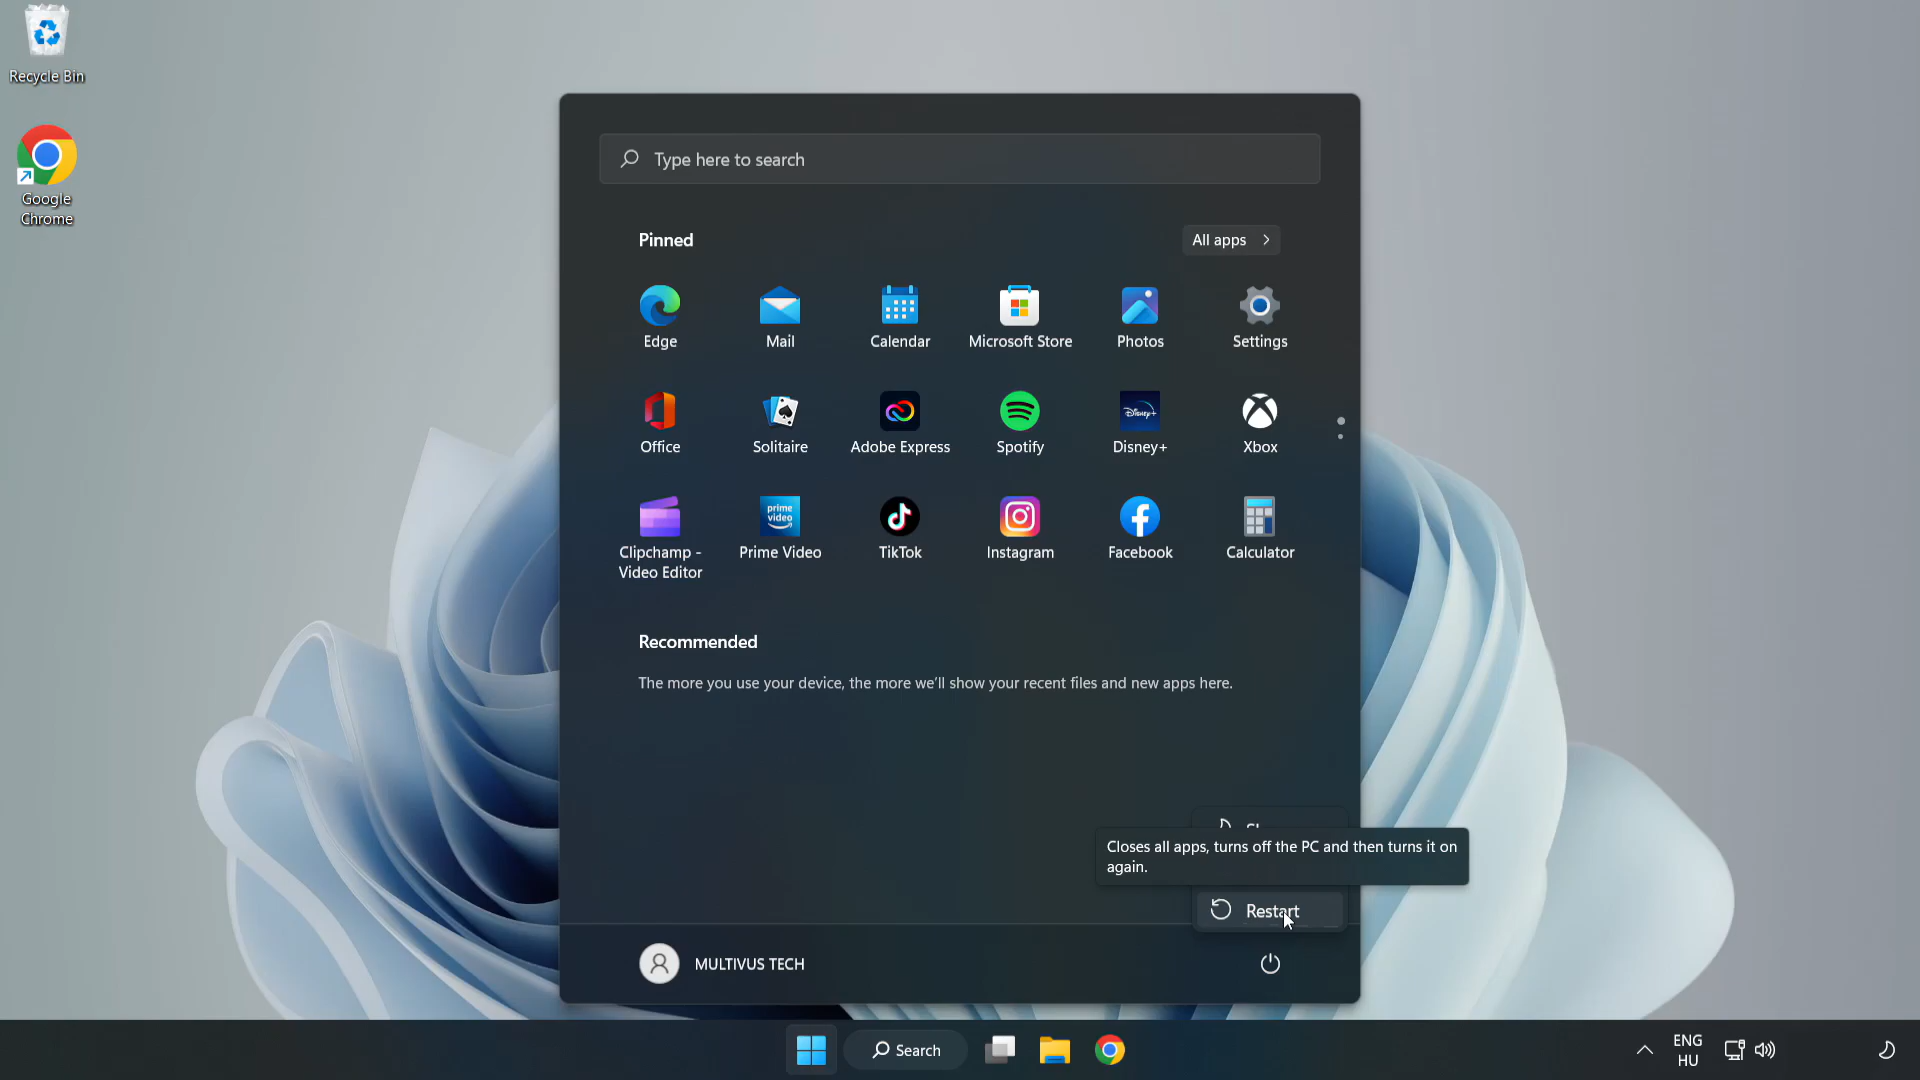 Recycle Bin
Google
Chrome
Type here to search
Pinned
All apps
Edge
Mail
Calendar
Microsoft Store
Photos
Settings
Office
Solitaire
Adobe Express
Spotify
Disney+
Disney+
Xbox
prime
video
Clipchamp -
Video Editor
Prime Video
TikTok
Instagram
Facebook
Calculator
Recommended
The more you use your device, the more we'll show your recent files and new apps here.
Closes all apps, turns off the PC and then turns it on
again.
Restart
MULTIVUS TECH
Search
ENG
HU